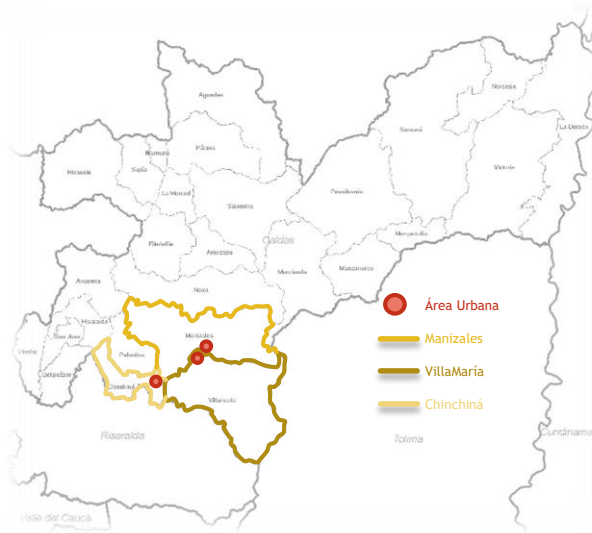 Norcasia
Aguadas
Samaná
La Dorada
Pácora
Riosucio
Supía
Victoria
La Merced
Pensilvania
Salamina
Marquetalia
Filadelfia
Caldas
Aranzazu
Marulanda
Manzanares
Anserma
Neira
Área Urbana
Risaralda
Manizales
Manizales
San José
Viterbo
Palestina
VillaMaría
Belalcázar
Chinchiná
Villamaría
Chinchiná
Risaralda
Tolima
Cundinama
Valle del Cauca